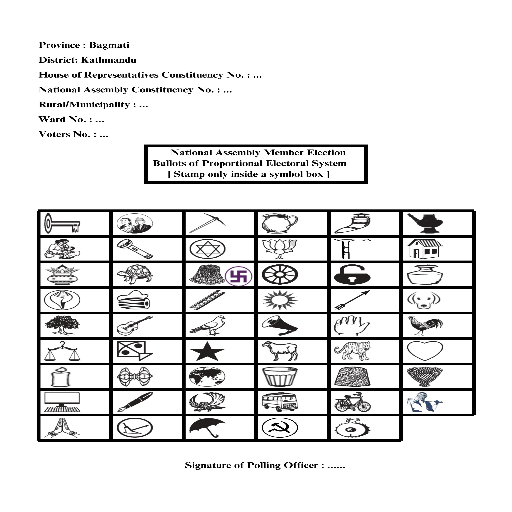 Province : Bagmati
District: Kathmandu
House of Representatives Constituency No. : ...
National Assembly Constituency No. : ...
Rural/Municipality : ...
Ward No. : ...
Voters No. : ...
National Assembly Member Election
Ballots of Proportional Electoral System
[ Stamp only inside a symbol box ]
Signature of Polling Officer : ......